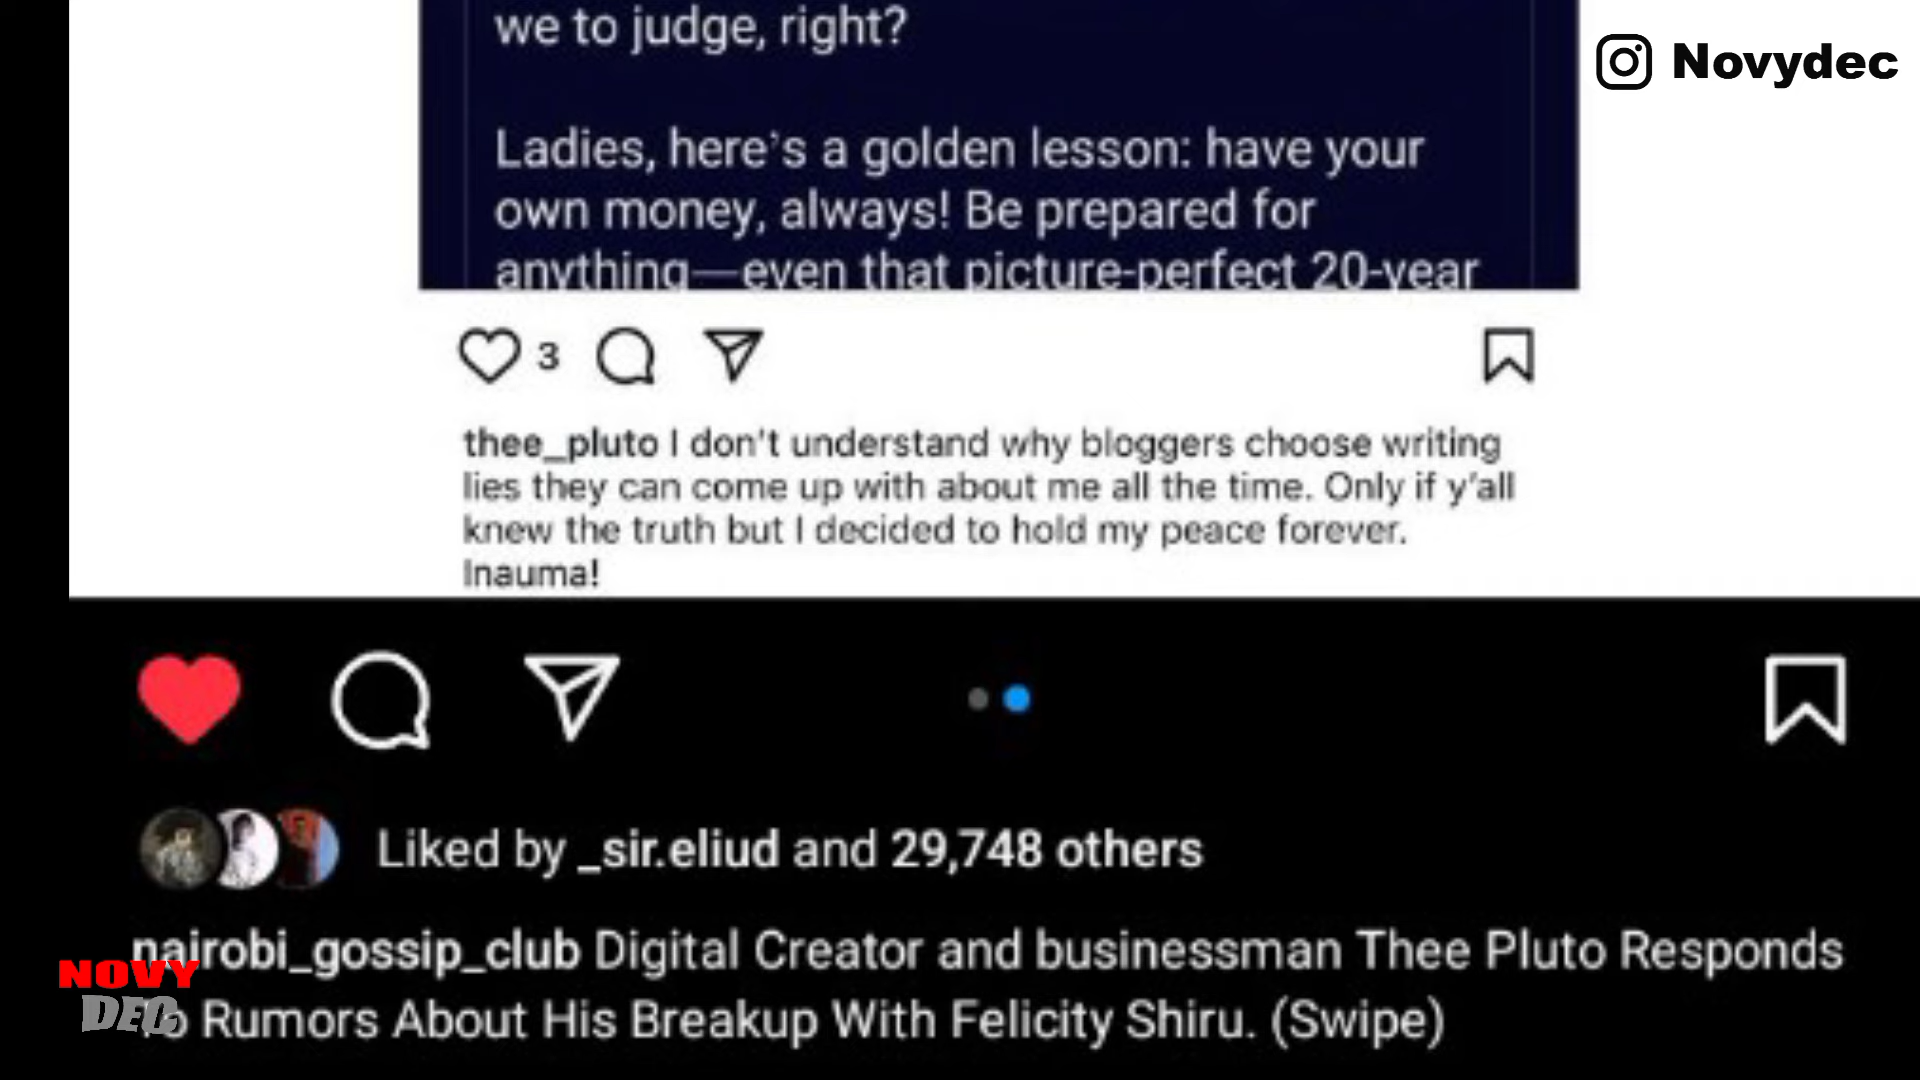 we to judge, right?
Novydec
Ladies, here's a golden lesson: have your
own money, always! Be prepared for
anything—even that picture-perfect 20-year
3
thee_pluto I don't understand why bloggers choose writing
lies they can come up with about me all the time. Only if y'all
knew the truth but I decided to hold my peace forever.
Inauma!
Liked by _sir.eliud and 29,748 others
nairobi_gossip_club Digital Creator and businessman Thee Pluto Responds
To Rumors About His Breakup With Felicity Shiru. (Swipe)
NOVY
DEC